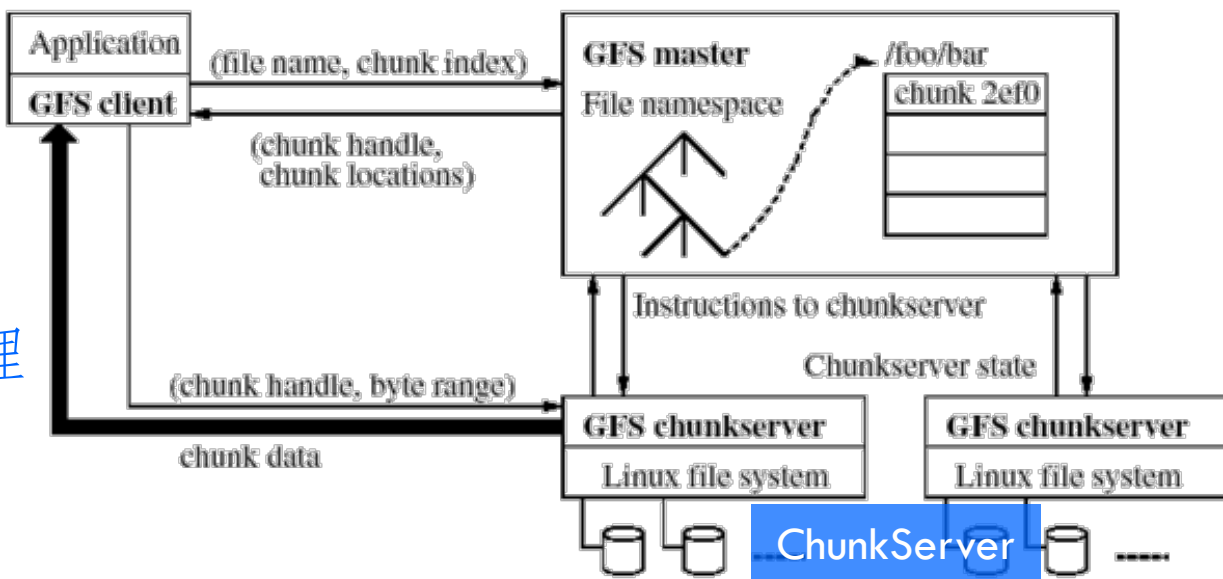 Application
GFS client
(file name, chunk index)
(chunk handle,
chunk locations)
GFS master
File namespace
/foo/bar
chunk 2ef0
Instructions to chunkserver
Chunkserver state
理
(chunk handle, byte range)
chunk data
GFS chunkserver
Linux file system
GFS chunkserver
Linux file system
ChunkServer